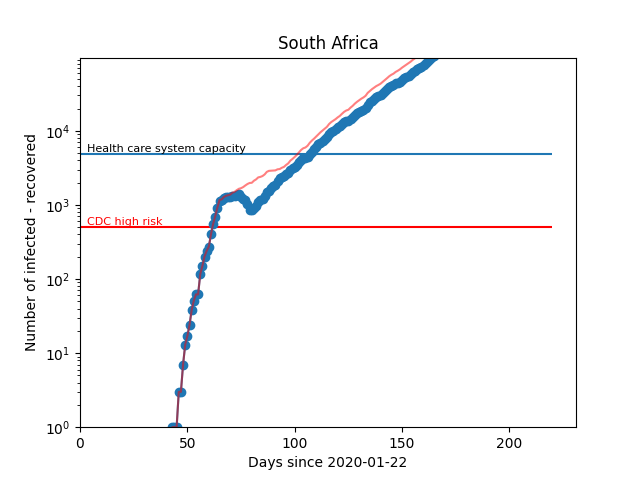 South Africa
Number of infected - recovered
10^4
10^3
10^2
10^1
10^0
Health care system capacity
CDC high risk
0 50 100 150 200
Days since 2020-01-22